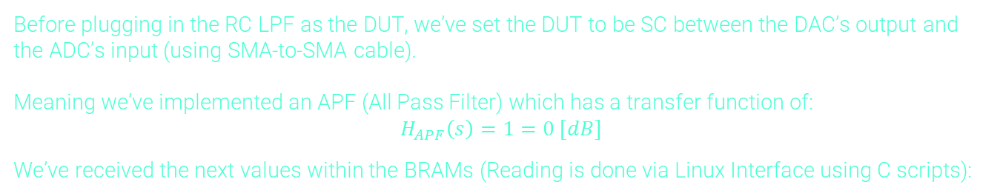 Before plugging in the RC LPF as the DUT, we've set the DUT to be SC between the DAC's output and
the ADC's input (using SMA-to-SMA cable).
Meaning we've implemented an APF (All Pass Filter) which has a transfer function of:
H_{APF}(s) = 1 = 0 [dB]
We've received the next values within the BRAMs (Reading is done via Linux Interface using C scripts):